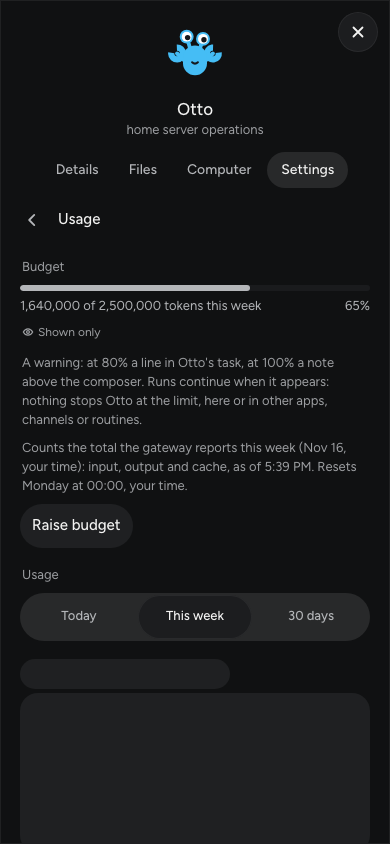 Otto
home server operations
Details
Files
Computer
Settings
Usage
Budget
1,640,000 of 2,500,000 tokens this week
65%
Shown only
A warning: at 80% a line in Otto's task, at 100% a note
above the composer. Runs continue when it appears:
nothing stops Otto at the limit, here or in other apps,
channels or routines.
Counts the total the gateway reports this week (Nov 16,
your time): input, output and cache, as of 5:39 PM. Resets
Monday at 00:00, your time.
Raise budget
Usage
Today
This week
30 days